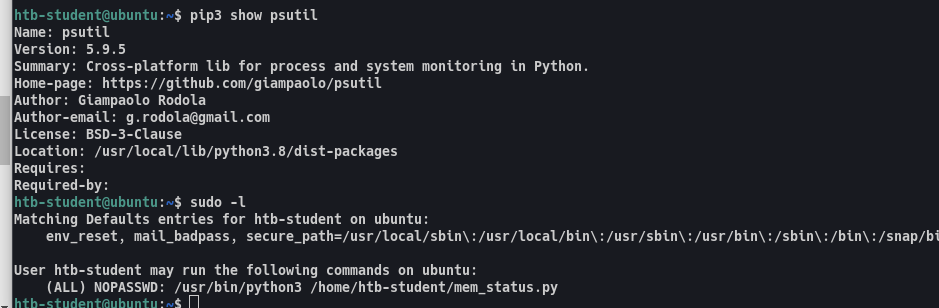 htb-student@ubuntu:~$ pip3 show psutil
Name: psutil
Version: 5.9.5
Summary: Cross-platform lib for process and system monitoring in Python.
Home-page: https://github.com/giampaolo/psutil
Author: Giampaolo Rodola
Author-email: g.rodola@gmail.com
License: BSD-3-Clause
Location: /usr/local/lib/python3.8/dist-packages
Requires:
Required-by:
htb-student@ubuntu:~$ sudo -l
Matching Defaults entries for htb-student on ubuntu:
    env_reset, mail_badpass, secure_path=/usr/local/sbin\:/usr/local/bin\:/usr/sbin\:/usr/bin\:/sbin\:/bin\:/snap/bi

User htb-student may run the following commands on ubuntu:
    (ALL) NOPASSWD: /usr/bin/python3 /home/htb-student/mem_status.py
htb-student@ubuntu:~$